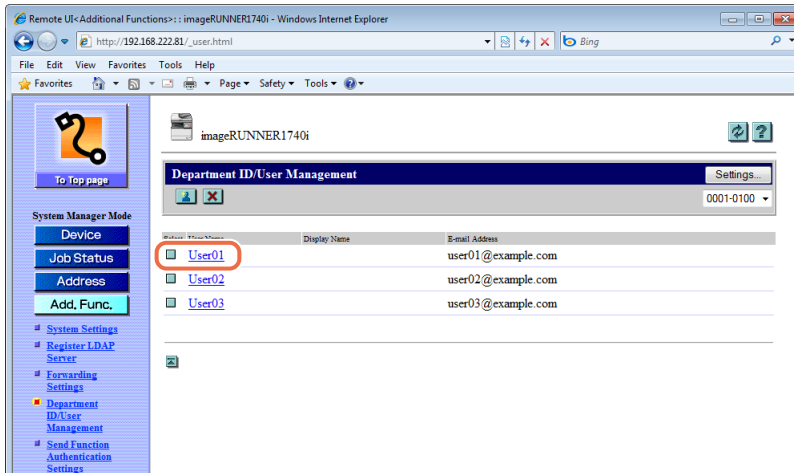 Remote UI<Additional Functions>: : imageRUNNER1740i - Windows Internet Explorer
http://192.168.222.81/_user.html
Bing
File Edit View Favorites Tools Help
Favorites Page Safety Tools
imageRUNNER1740i
To Top page
Department ID/User Management Settings...
0001-0100
System Manager Mode
Device
Job Status
Address
Add. Func.
Select User Name Display Name E-mail Address
User01 user01@example.com
User02 user02@example.com
User03 user03@example.com
System Settings
Register LDAP
Server
Forwarding
Settings
Department
ID/User
Management
Send Function
Authentication
Settings